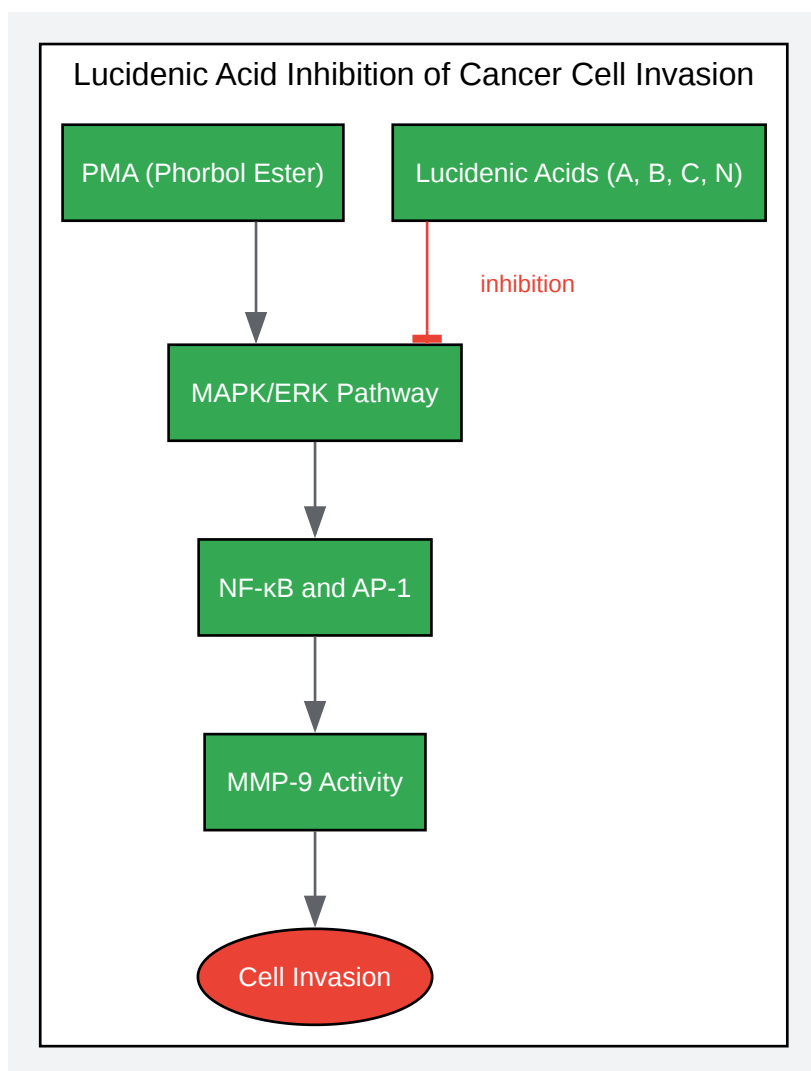 Lucidenic Acid Inhibition of Cancer Cell Invasion
PMA (Phorbol Ester)
Lucidenic Acids (A, B, C, N)
inhibition
MAPK/ERK Pathway
NF-κB and AP-1
MMP-9 Activity
Cell Invasion